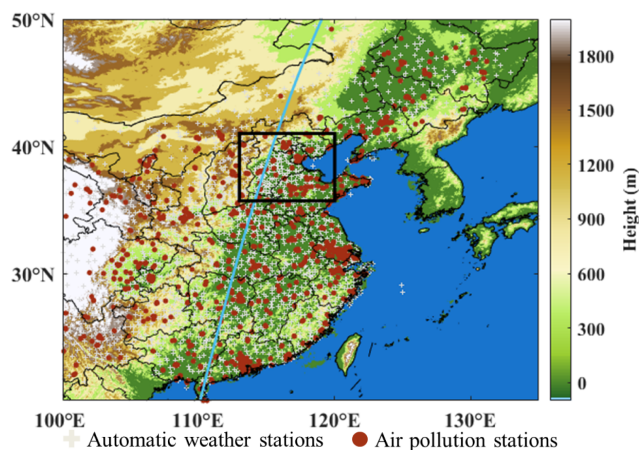 50°N
40°N
30°N
100°E
110°E
120°E
130°E
1800
1500
1200
900
600
300
0
Height (m)
Automatic weather stations
Air pollution stations